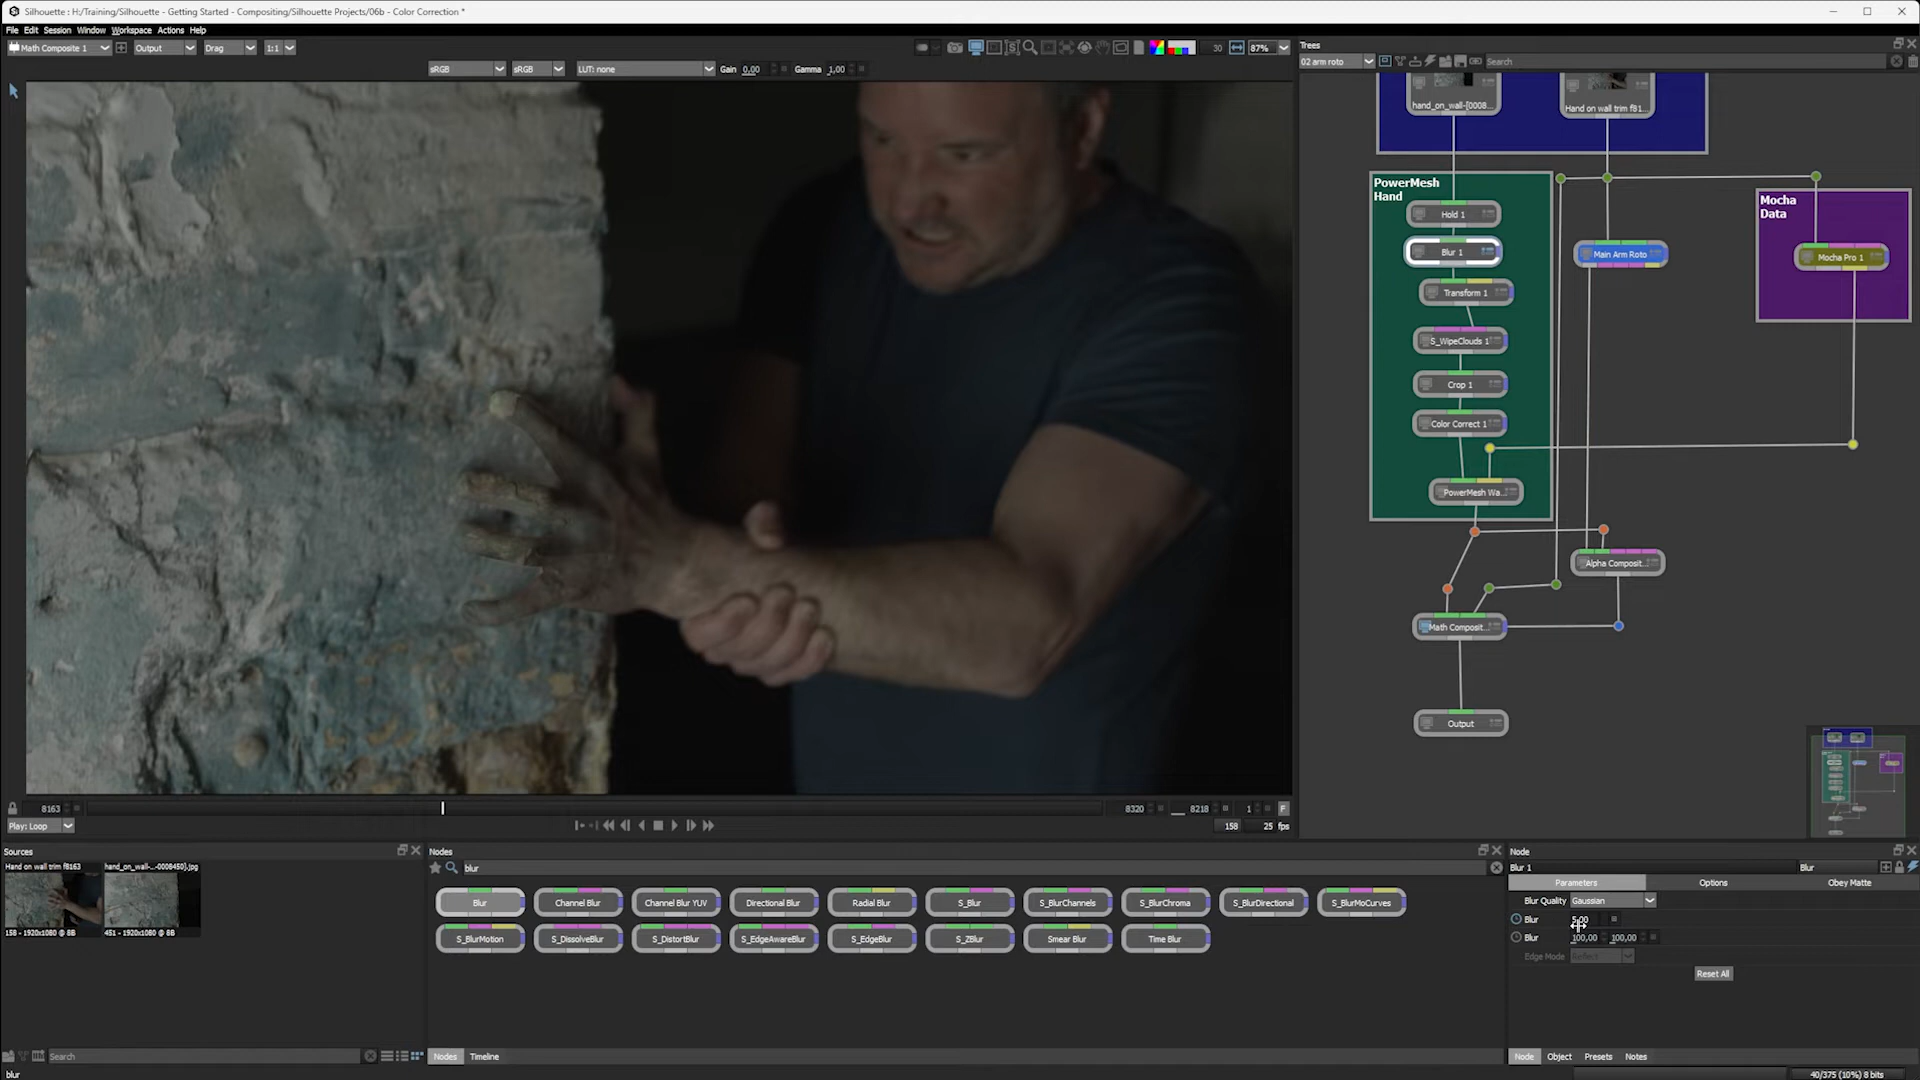 Silhouette : H:/Training/Silhouette - Getting Started - Compositing/Silhouette Projects/06b - Color Correction *
File Edit Session Window Workspace Actions Help
Math Composite 1 Output Drag 1:1 30 87%
sRGB sRGB LUT: none Gain 0,00 Gamma 1,00
Trees
02 arm roto Search
hand_on_wall-[0008...
Hand on wall trim f81...
PowerMesh
Hand
Hold 1
Blur 1
Transform 1
S_WipeClouds 1
Crop 1
Color Correct 1
PowerMesh Wa...
Main Arm Roto
Mocha
Data
Mocha Pro 1
Alpha Composit...
Math Composit...
Output
8163 8320 8218 1 F
Play: Loop 158 25 fps
Sources
Hand on wall trim f8163 hand_on_wall-...-0008450].jpg
158 - 1920x1080 @ 8B 451 - 1920x1080 @ 8B
Search
Nodes
blur
Blur Channel Blur Channel Blur YUV Directional Blur Radial Blur S_Blur S_BlurChannels S_BlurChroma S_BlurDirectional S_BlurMoCurves
S_BlurMotion S_DissolveBlur S_DistortBlur S_EdgeAwareBlur S_EdgeBlur S_ZBlur Smear Blur Time Blur
Nodes Timeline
Node
Blur 1 Blur
Parameters Options Obey Matte
Blur Quality Gaussian
Blur 5,00
Blur 100,00 100,00
Edge Mode Reflect
Reset All
Node Object Presets Notes
blur
40/375 (10%) 8 bits